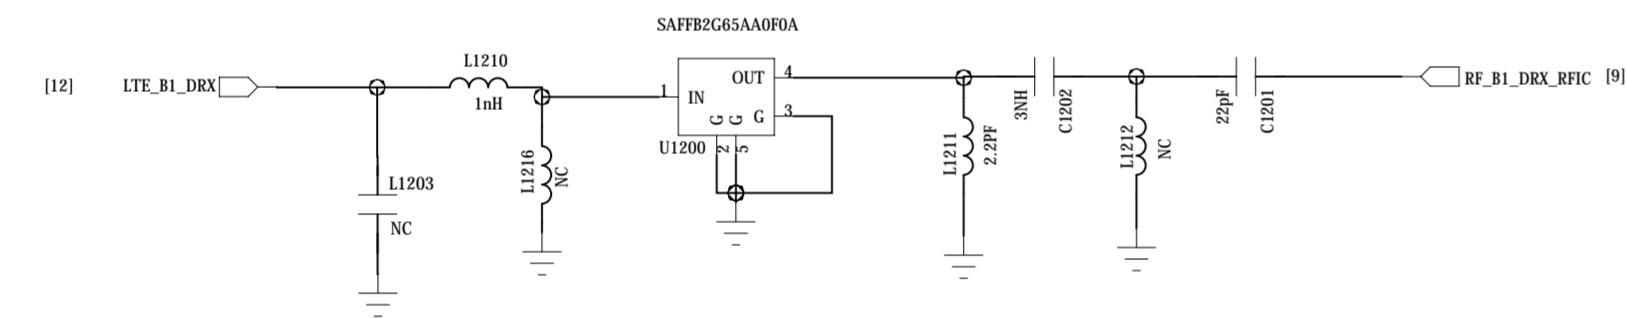 SAFFB2G65AA0F0A
[12]
LTE_B1_DRX
L1210
1nH
L1203
NC
L1216
NC
1
IN
OUT
4
G
G
G
3
U1200
2
5
L1211
2.2PF
3NH
C1202
L1212
NC
22pF
C1201
RF_B1_DRX_RFIC
[9]